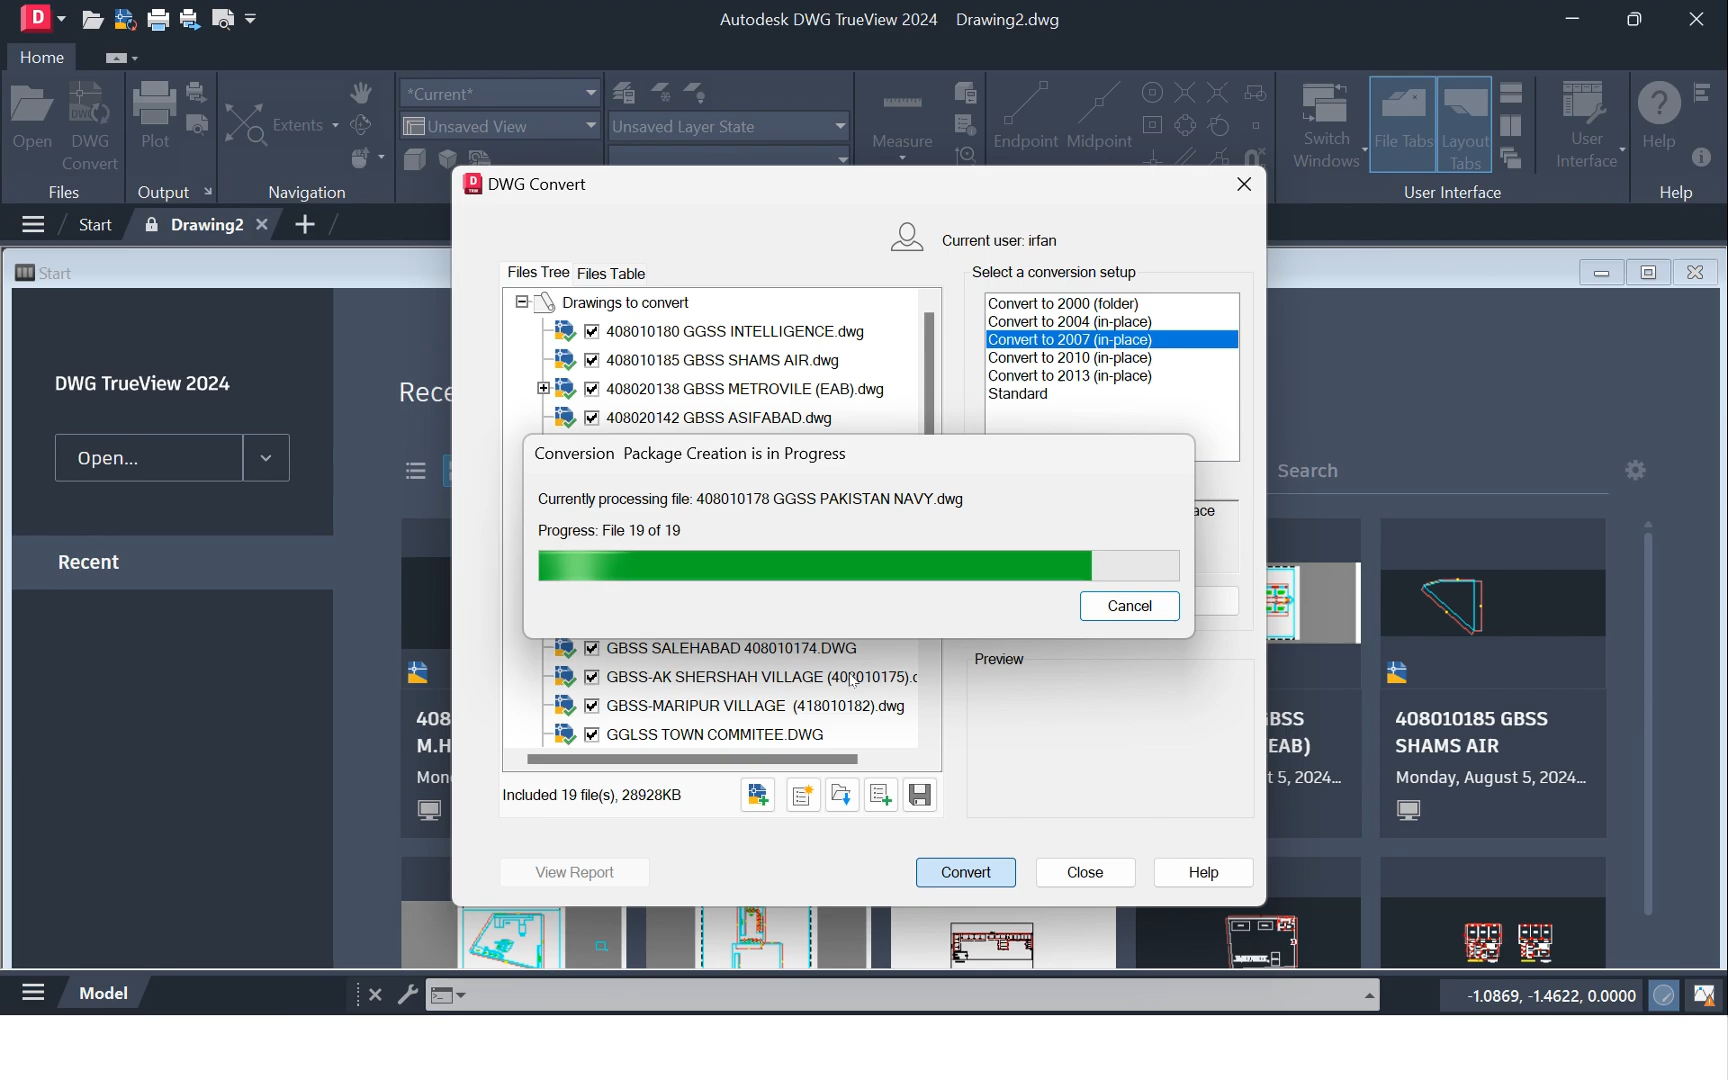 Autodesk DWG TrueView 2024 Drawing2.dwg
Home
Open
DWG Convert
Files
Plot
Output
Extents
Navigation
*Current*
Unsaved View
Unsaved Layer State
Measure
Endpoint
Midpoint
Switch Windows
File Tabs
Layout Tabs
User Interface
User Interface
Help
Help
Start
Drawing2
Start
DWG TrueView 2024
Open...
Recent
Rece
Search
DWG Convert
Current user: irfan
Files Tree
Files Table
Drawings to convert
408010180 GGSS INTELLIGENCE.dwg
408010185 GBSS SHAMS AIR.dwg
408020138 GBSS METROVILE (EAB).dwg
408020142 GBSS ASIFABAD.dwg
Select a conversion setup
Convert to 2000 (folder)
Convert to 2004 (in-place)
Convert to 2007 (in-place)
Convert to 2010 (in-place)
Convert to 2013 (in-place)
Standard
Conversion Package Creation is in Progress
Currently processing file: 408010178 GGSS PAKISTAN NAVY.dwg
Progress: File 19 of 19
Cancel
ace
GBSS SALEHABAD 408010174.DWG
GBSS-AK SHERSHAH VILLAGE (408010175).d
GBSS-MARIPUR VILLAGE (418010182).dwg
GGLSS TOWN COMMITEE.DWG
Preview
Included 19 file(s), 28928KB
View Report
Convert
Close
Help
408
M.H
Mon
GBSS
EAB)
t 5, 2024...
408010185 GBSS
SHAMS AIR
Monday, August 5, 2024...
Model
-1.0869, -1.4622, 0.0000